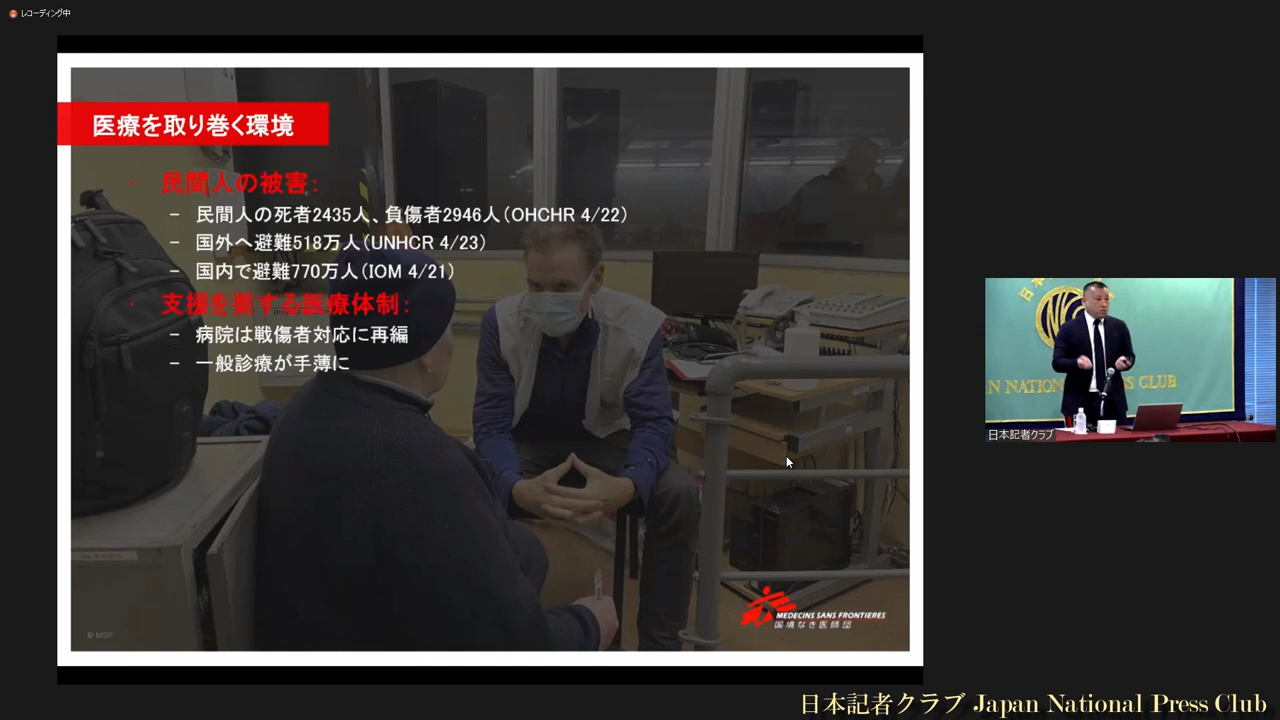 レコーディング中
医療を取り巻く環境
・ 民間人の被害：
− 民間人の死者2435人、負傷者2946人（OHCHR 4/22）
− 国外へ避難518万人（UNHCR 4/23）
− 国内で避難770万人（IOM 4/21）
・ 支援を要する医療体制：
− 病院は戦傷者対応に再編
− 一般診療が手薄に
© MSF
MEDECINS SANS FRONTIERES
国境なき医師団
日本記者クラブ
日本記者クラブ Japan National Press Club